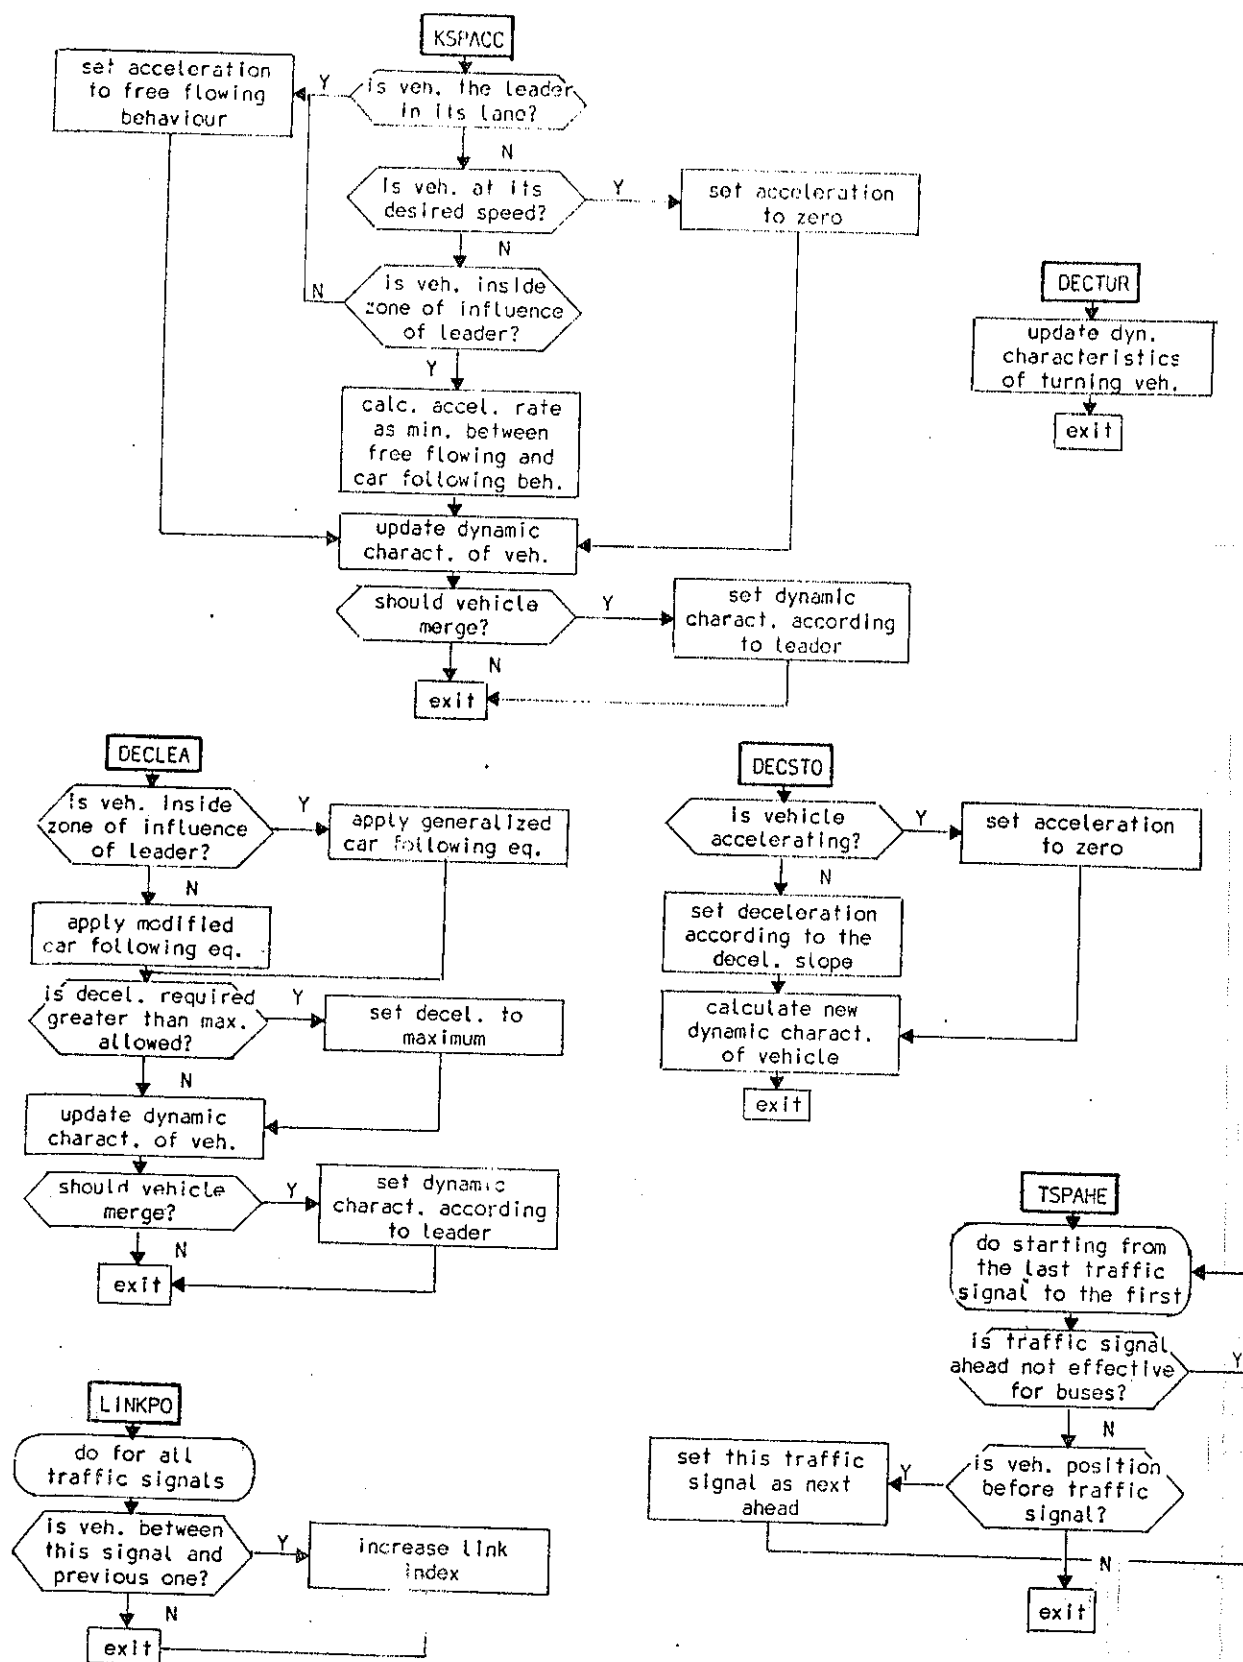 KSPACC
set acceleration
to free flowing
behaviour
Y
is veh. the leader
in its lane?
N
is veh. at its
desired speed?
Y
set acceleration
to zero
N
is veh. inside
zone of influence
of leader?
N
Y
calc. accel. rate
as min. between
free flowing and
car following beh.
update dynamic
charact. of veh.
should vehicle
merge?
Y
set dynamic
charact. according
to leader
N
exit
DECTUR
update dyn.
characteristics
of turning veh.
exit
DECLEA
is veh. inside
zone of influence
of leader?
Y
apply generalized
car following eq.
N
apply modified
car following eq.
is decel. required
greater than max.
allowed?
Y
set decel. to
maximum
N
update dynamic
charact. of veh.
should vehicle
merge?
Y
set dynamic
charact. according
to leader
N
exit
DECSTO
is vehicle
accelerating?
Y
set acceleration
to zero
N
set deceleration
according to the
decel. slope
calculate new
dynamic charact.
of vehicle
exit
TSPAHE
do starting from
the last traffic
signal to the first
is traffic signal
ahead not effective
for buses?
Y
N
is veh. position
before traffic
signal?
Y
set this traffic
signal as next
ahead
N
exit
LINKPO
do for all
traffic signals
is veh. between
this signal and
previous one?
Y
increase link
index
N
exit